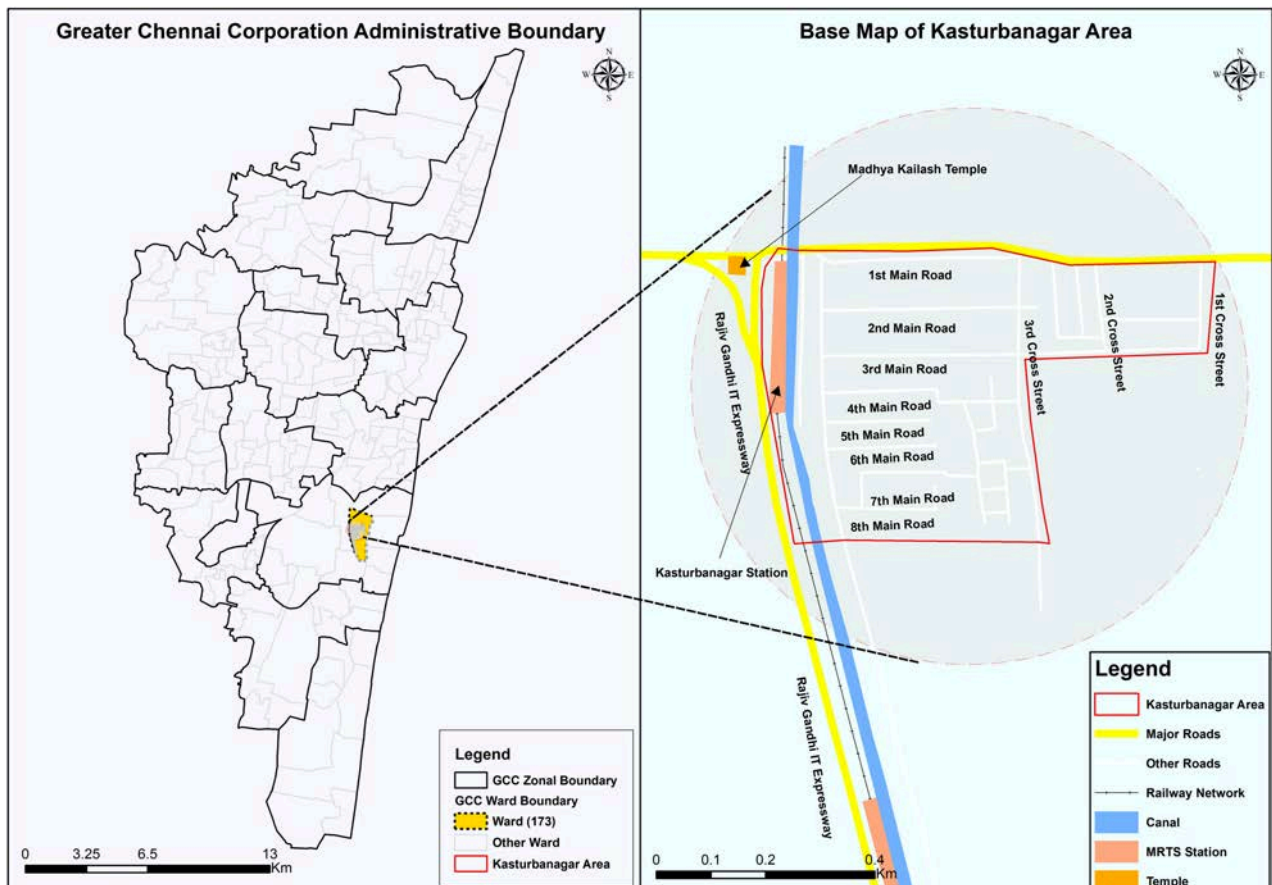 Greater Chennai Corporation Administrative Boundary
N
W E
S
Legend
GCC Zonal Boundary
GCC Ward Boundary
Ward (173)
Other Ward
Kasturbanagar Area
0 3.25 6.5 13
Km
Base Map of Kasturbanagar Area
N
W E
S
Madhya Kailash Temple
1st Main Road
2nd Main Road
3rd Main Road
4th Main Road
5th Main Road
6th Main Road
7th Main Road
8th Main Road
3rd Cross Street
2nd Cross Street
1st Cross Street
Rajiv Gandhi IT Expressway
Kasturbanagar Station
Rajiv Gandhi IT Expressway
Legend
Kasturbanagar Area
Major Roads
Other Roads
Railway Network
Canal
MRTS Station
Temple
0 0.1 0.2 0.4
Km